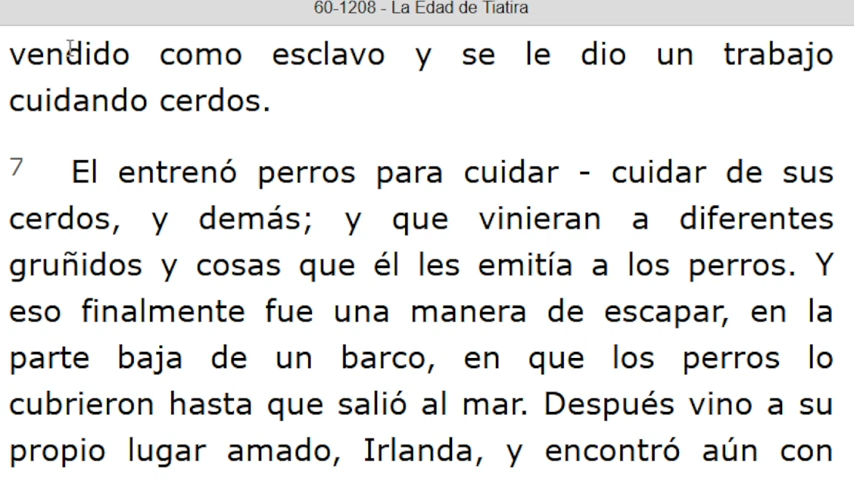 60-1208 - La Edad de Tiatira
vendido como esclavo y se le dio un trabajo
cuidando cerdos.
7 El entrenó perros para cuidar - cuidar de sus
cerdos, y demás; y que vinieran a diferentes
gruñidos y cosas que él les emitía a los perros. Y
eso finalmente fue una manera de escapar, en la
parte baja de un barco, en que los perros lo
cubrieron hasta que salió al mar. Después vino a su
propio lugar amado, Irlanda, y encontró aún con